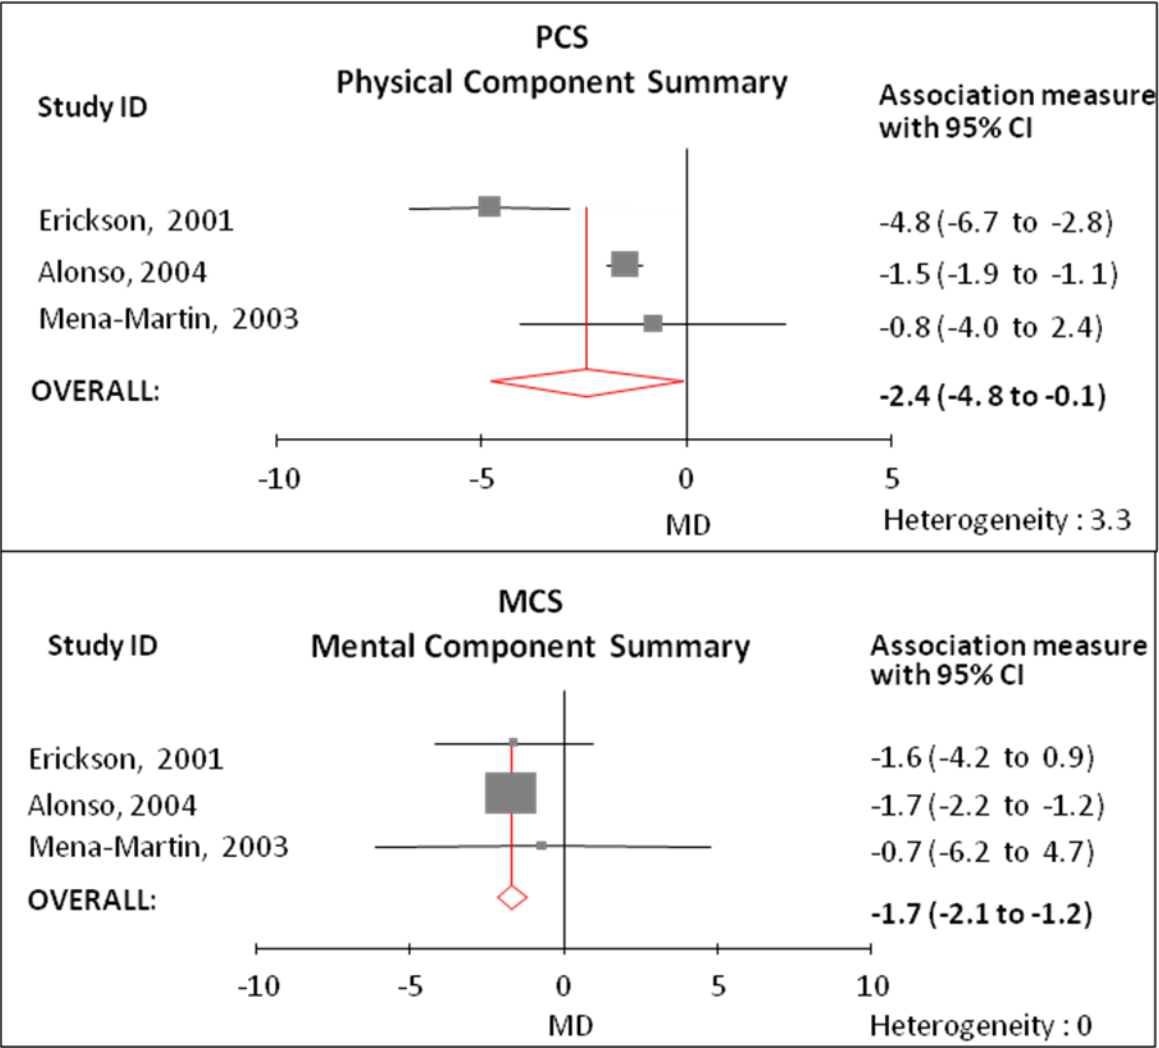 PCS
Physical Component Summary
Study ID
Association measure
with 95% CI
Erickson, 2001
-4.8 (-6.7 to -2.8)
Alonso, 2004
-1.5 (-1.9 to -1. 1)
Mena-Martin, 2003
-0.8 (-4.0 to 2.4)
OVERALL:
-2.4 (-4. 8 to -0.1)
-10 -5 0 5
MD
Heterogeneity : 3.3
MCS
Mental Component Summary
Study ID
Association measure
with 95% CI
Erickson, 2001
-1.6 (-4.2 to 0.9)
Alonso, 2004
-1.7 (-2.2 to -1.2)
Mena-Martin, 2003
-0.7 (-6.2 to 4.7)
OVERALL:
-1.7 (-2.1 to -1.2)
-10 -5 0 5 10
MD
Heterogeneity : 0